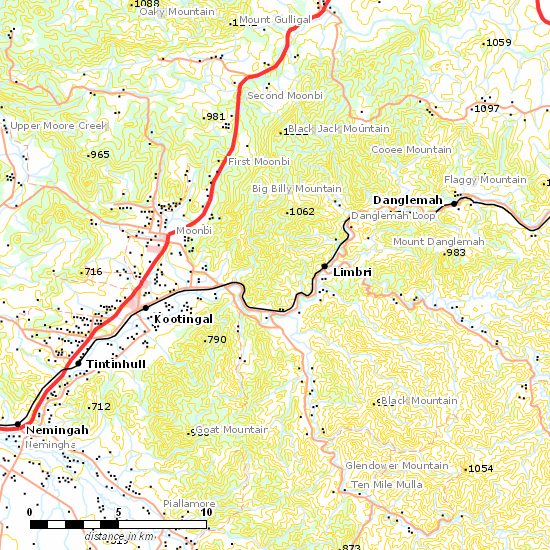 1088
Oaky Mountain
Mount Gulligal
1059
Second Moonbi
1097
981
Black Jack Mountain
Upper Moore Creek
Cooee Mountain
965
First Moonbi
Flaggy Mountain
Big Billy Mountain
Danglemah
1062
Danglemah Loop
Moonbi
Mount Danglemah
983
716
Limbri
Kootingal
790
Tintinhull
Black Mountain
712
Nemingah
Goat Mountain
Nemingha
Glendower Mountain
1054
Ten Mile Mulla
Piallamore
0 5 10
distance in km
873